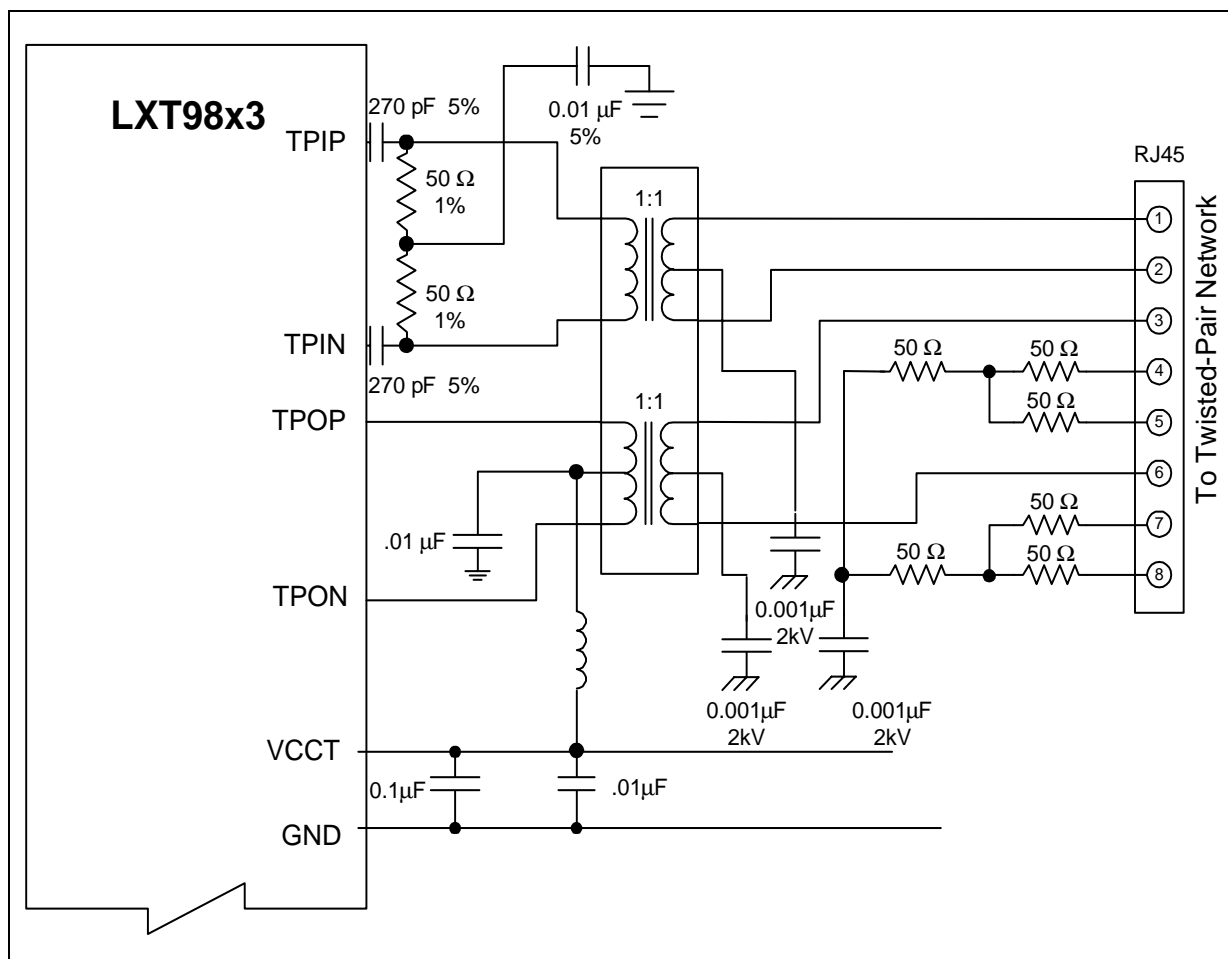 LXT98x3
270 pF 5%
0.01 µF
5%
TPIP
50 Ω
1%
50 Ω
1%
TPIN
270 pF 5%
1:1
1:1
TPOP
.01 µF
TPON
VCCT
0.1µF
.01µF
GND
0.001µF
2kV
0.001µF
2kV
0.001µF
2kV
50 Ω
50 Ω
50 Ω
50 Ω
50 Ω
50 Ω
RJ45
1
2
3
4
5
6
7
8
To Twisted-Pair Network